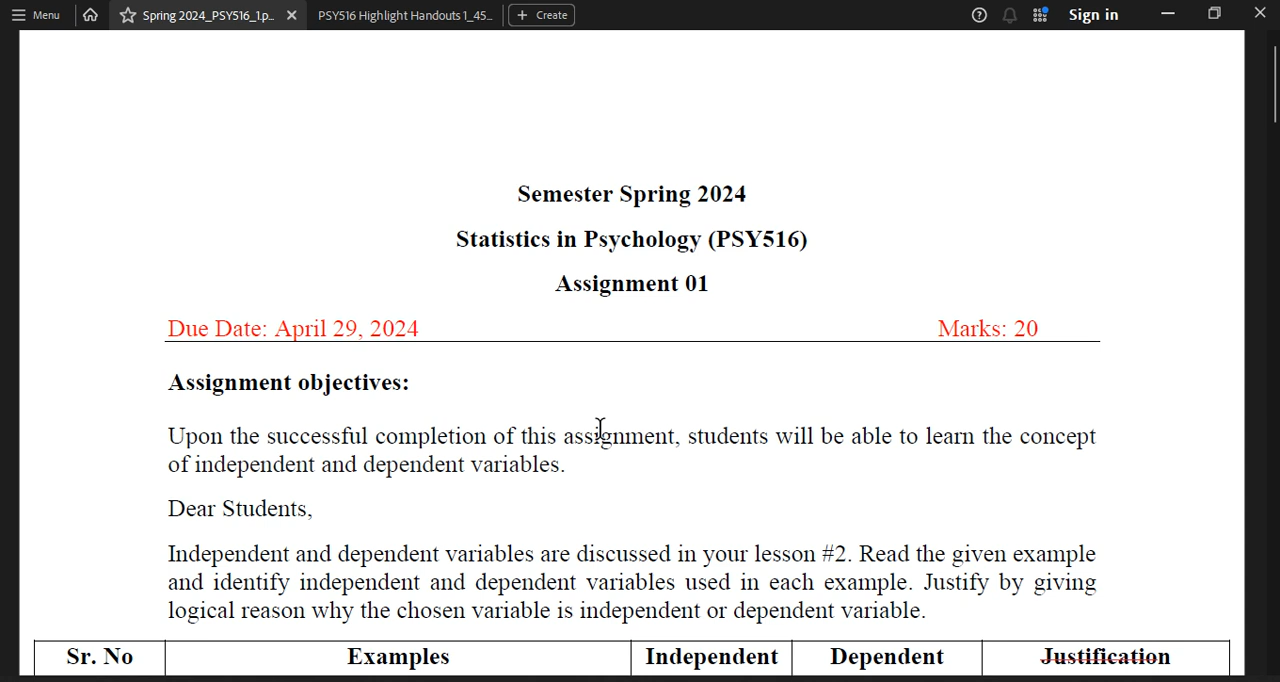 Menu
Spring 2024_PSY516_1.p...
PSY516 Highlight Handouts 1_45...
+ Create
Sign in
Semester Spring 2024
Statistics in Psychology (PSY516)
Assignment 01
Due Date: April 29, 2024 Marks: 20
Assignment objectives:
Upon the successful completion of this assignment, students will be able to learn the concept
of independent and dependent variables.
Dear Students,
Independent and dependent variables are discussed in your lesson #2. Read the given example
and identify independent and dependent variables used in each example. Justify by giving
logical reason why the chosen variable is independent or dependent variable.
Sr. No Examples Independent Dependent Justification